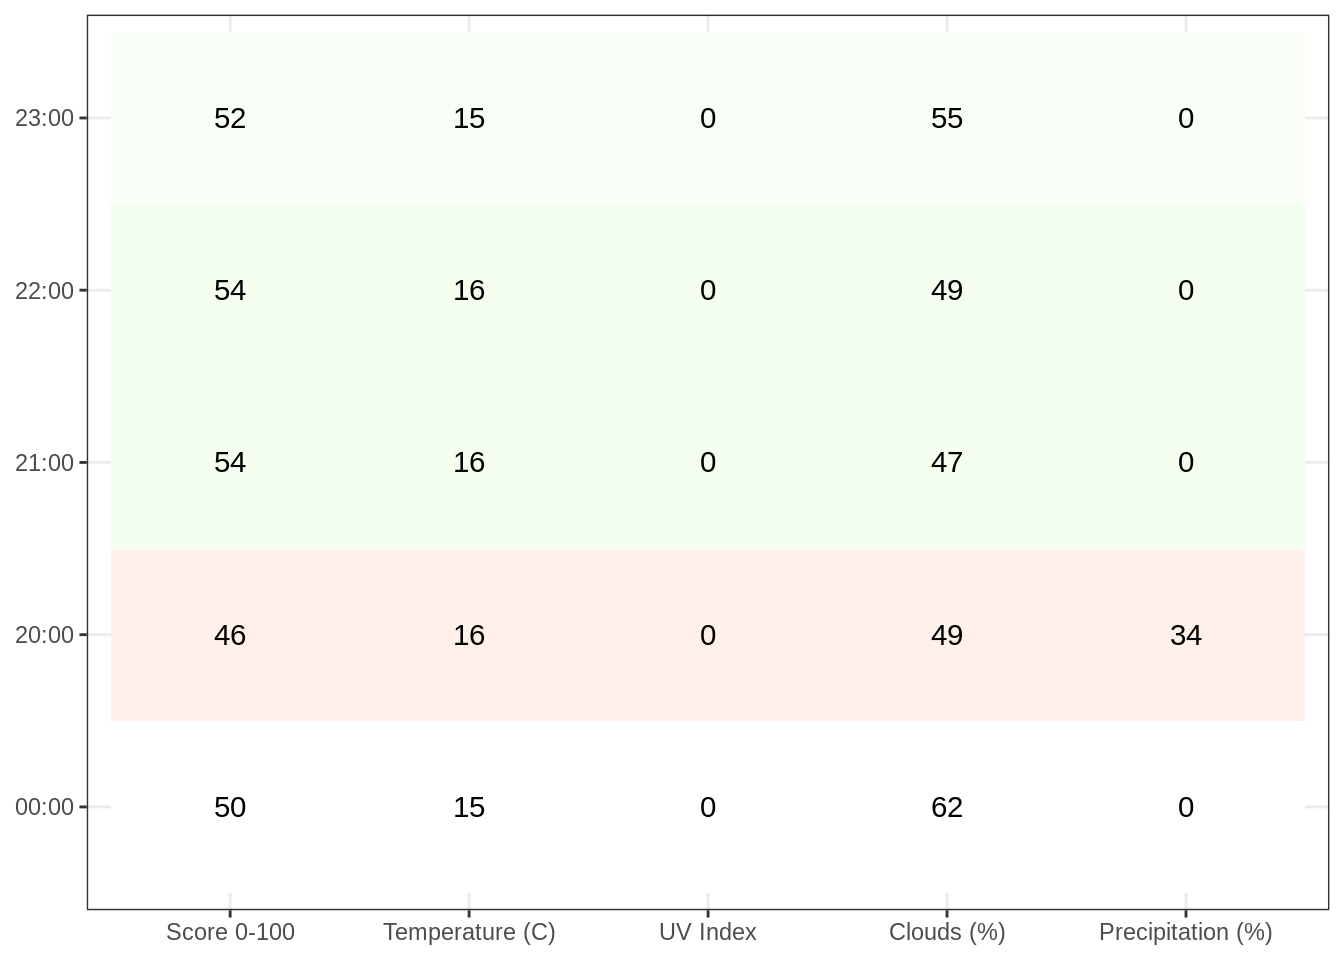 23:00 52 15 0 55 0
22:00 54 16 0 49 0
21:00 54 16 0 47 0
20:00 46 16 0 49 34
00:00 50 15 0 62 0
Score 0-100 Temperature (C) UV Index Clouds (%) Precipitation (%)